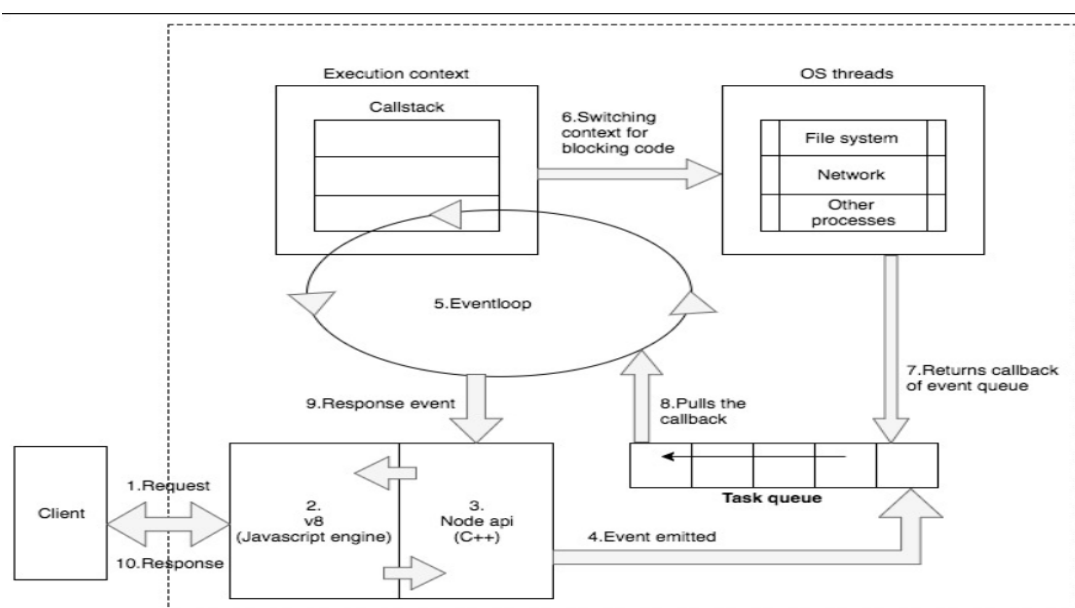 Execution context
OS threads
Callstack
6.Switching
context for
blocking code
File system
Network
Other
processes
5.Eventloop
7.Returns callback
of event queue
9.Response event
8.Pulls the
callback
Client
1.Request
10.Response
2.
v8
(Javascript engine)
3.
Node api
(C++)
Task queue
4.Event emitted